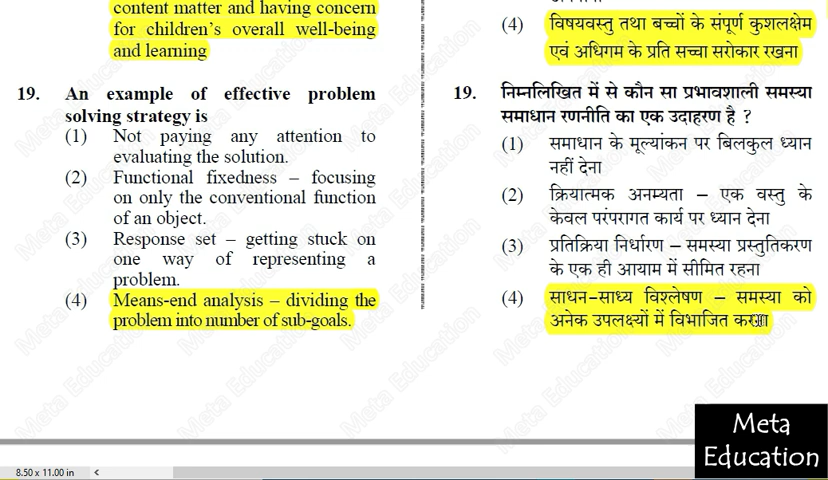 content matter and having concern
for children's overall well-being
and learning
19. An example of effective problem
solving strategy is
(1) Not paying any attention to
evaluating the solution.
(2) Functional fixedness – focusing
on only the conventional function
of an object.
(3) Response set – getting stuck on
one way of representing a
problem.
(4) Means-end analysis – dividing the
problem into number of sub-goals.
(4) विषयवस्तु तथा बच्चों के संपूर्ण कुशलक्षेम
एवं अधिगम के प्रति सच्चा सरोकार रखना
19. निम्नलिखित में से कौन सा प्रभावशाली समस्या
समाधान रणनीति का एक उदाहरण है ?
(1) समाधान के मूल्यांकन पर बिलकुल ध्यान
नहीं देना
(2) क्रियात्मक अनम्यता – एक वस्तु के
केवल परंपरागत कार्य पर ध्यान देना
(3) प्रतिक्रिया निर्धारण – समस्या प्रस्तुतिकरण
के एक ही आयाम में सीमित रहना
(4) साधन-साध्य विश्लेषण – समस्या को
अनेक उपलक्ष्यों में विभाजित करना
Meta
Education
8.50 x 11.00 in